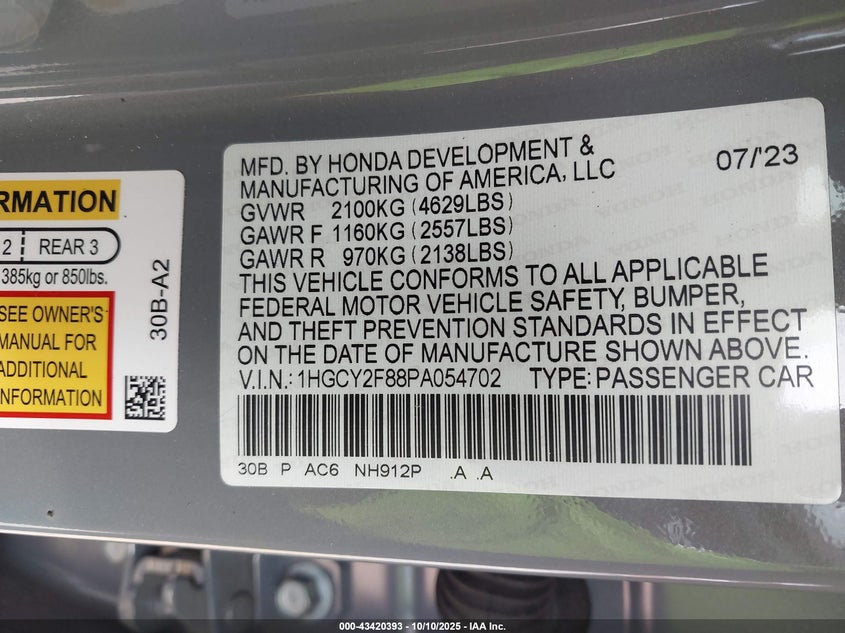 RMATION
2 REAR 3
385kg or 850lbs.
SEE OWNER'S
MANUAL FOR
ADDITIONAL
INFORMATION
30B-A2
MFD. BY HONDA DEVELOPMENT &
MANUFACTURING OF AMERICA, LLC
07/'23
GVWR 2100KG (4629LBS)
GAWR F 1160KG (2557LBS)
GAWR R 970KG (2138LBS)
THIS VEHICLE CONFORMS TO ALL APPLICABLE
FEDERAL MOTOR VEHICLE SAFETY, BUMPER,
AND THEFT PREVENTION STANDARDS IN EFFECT
ON THE DATE OF MANUFACTURE SHOWN ABOVE.
V.I.N.: 1HGCY2F88PA054702 TYPE: PASSENGER CAR
30B P AC6 NH912P .A .A
000-43420393 - 10/10/2025 - IAA Inc.